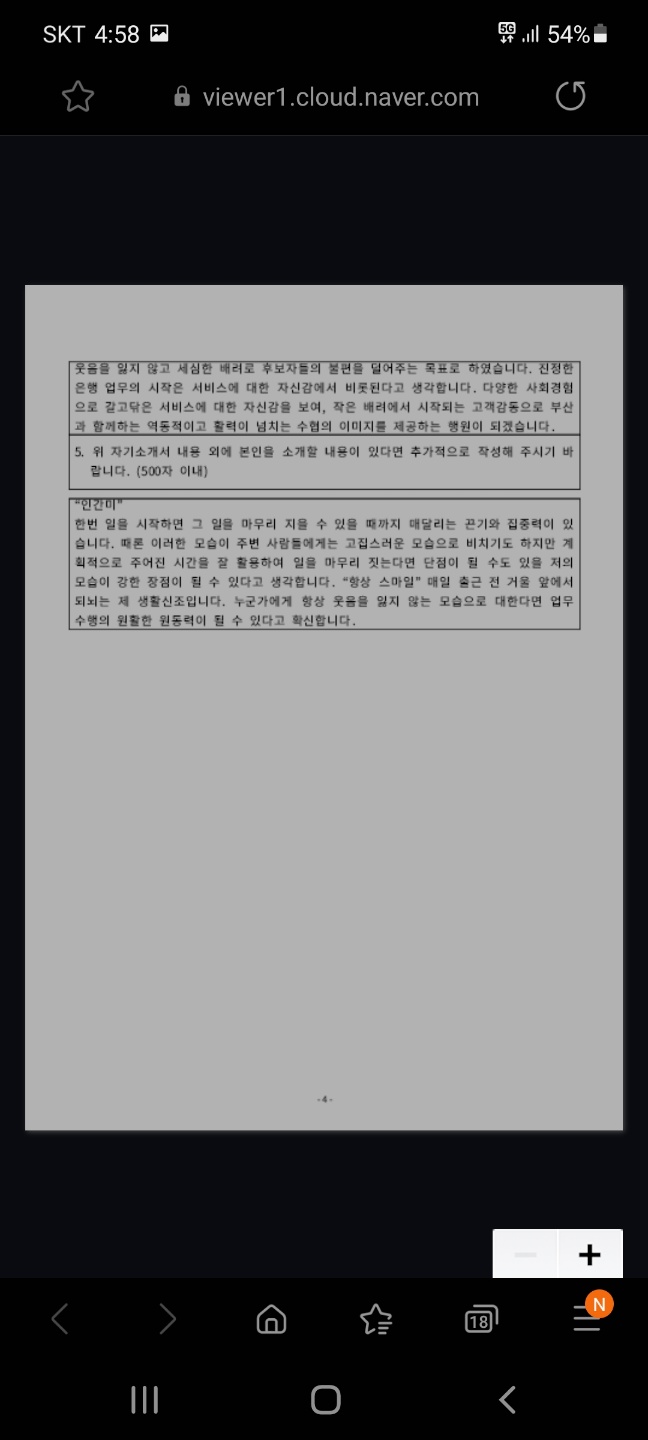 SKT 4:58
5G 54%
viewer1.cloud.naver.com
웃음을 잃지 않고 세심한 배려로 후보자들의 불편을 덜어주는 목표로 하였습니다. 진정한
은행 업무의 시작은 서비스에 대한 자신감에서 비롯된다고 생각합니다. 다양한 사회경험
으로 갈고닦은 서비스에 대한 자신감을 보여, 작은 배려에서 시작되는 고객감동으로 부산
과 함께하는 역동적이고 활력이 넘치는 수협의 이미지를 제공하는 행원이 되겠습니다.
5. 위 자기소개서 내용 외에 본인을 소개할 내용이 있다면 추가적으로 작성해 주시기 바
랍니다. (500자 이내)
“인간미”
한번 일을 시작하면 그 일을 마무리 지을 수 있을 때까지 매달리는 끈기와 집중력이 있
습니다. 때론 이러한 모습이 주변 사람들에게는 고집스러운 모습으로 비치기도 하지만 계
획적으로 주어진 시간을 잘 활용하여 일을 마무리 짓는다면 단점이 될 수도 있을 저의
모습이 강한 장점이 될 수 있다고 생각합니다. “항상 스마일” 매일 출근 전 거울 앞에서
되뇌는 제 생활신조입니다. 누군가에게 항상 웃음을 잃지 않는 모습으로 대한다면 업무
수행의 원활한 원동력이 될 수 있다고 확신합니다.
-4-
18
N